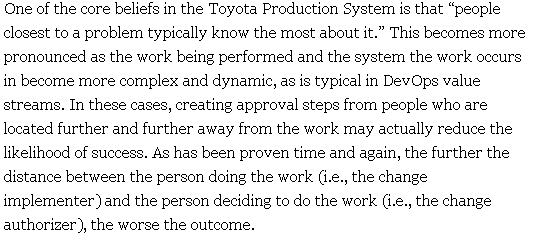 One of the core beliefs in the Toyota Production System is that “people
closest to a problem typically know the most about it.” This becomes more
pronounced as the work being performed and the system the work occurs
in become more complex and dynamic, as is typical in DevOps value
streams. In these cases, creating approval steps from people who are
located further and further away from the work may actually reduce the
likelihood of success. As has been proven time and again, the further the
distance between the person doing the work (i.e., the change
implementer) and the person deciding to do the work (i.e., the change
authorizer), the worse the outcome.